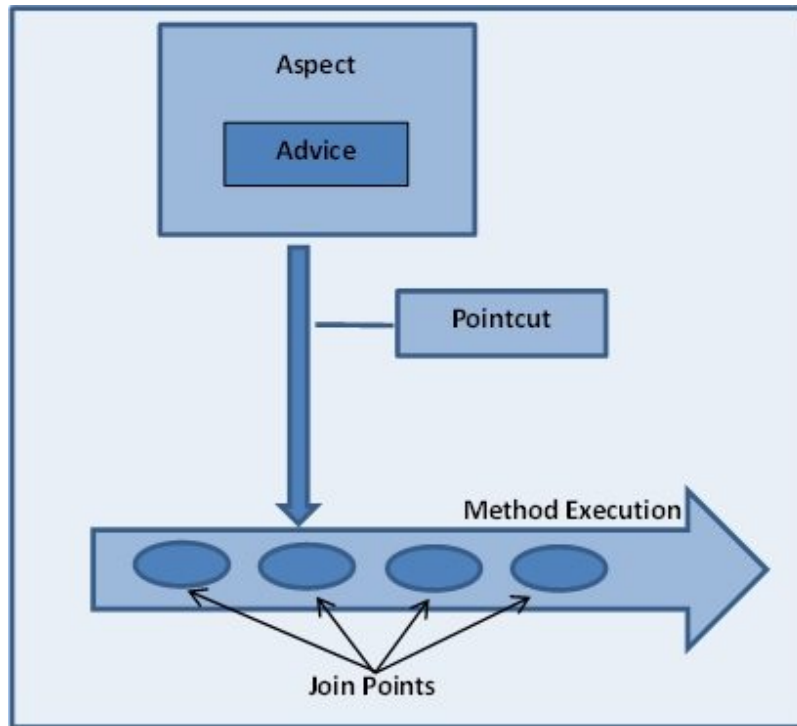 Aspect
Advice
Pointcut
Method Execution
Join Points